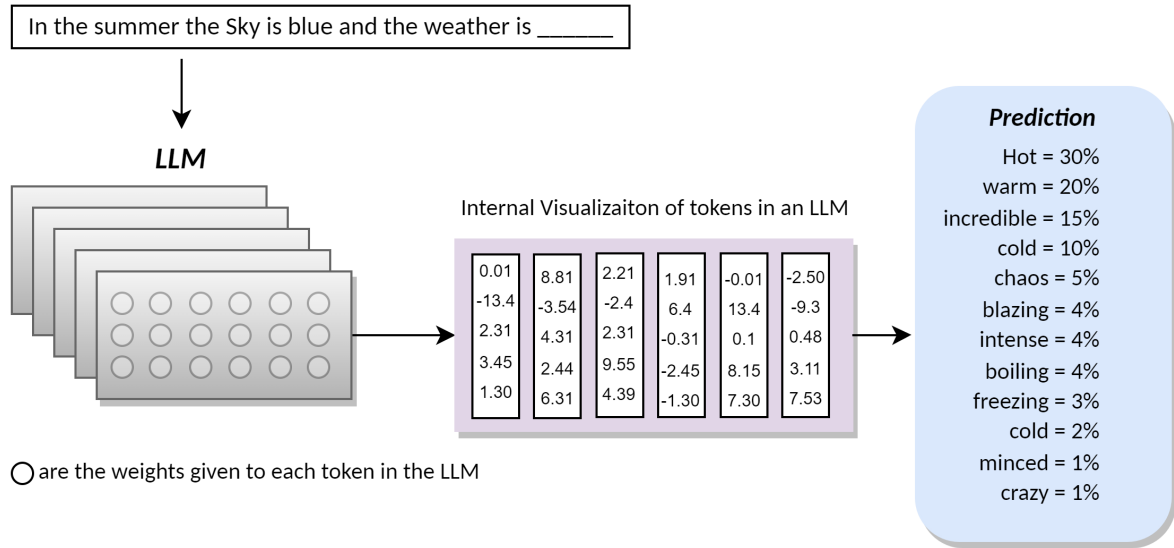 In the summer the Sky is blue and the weather is ______
LLM
Internal Visualizaiton of tokens in an LLM
0.01
-13.4
2.31
3.45
1.30
8.81
-3.54
4.31
2.44
6.31
2.21
-2.4
2.31
9.55
4.39
1.91
6.4
-0.31
-2.45
-1.30
-0.01
13.4
0.1
8.15
7.30
-2.50
-9.3
0.48
3.11
7.53
are the weights given to each token in the LLM
Prediction
Hot = 30%
warm = 20%
incredible = 15%
cold = 10%
chaos = 5%
blazing = 4%
intense = 4%
boiling = 4%
freezing = 3%
cold = 2%
minced = 1%
crazy = 1%